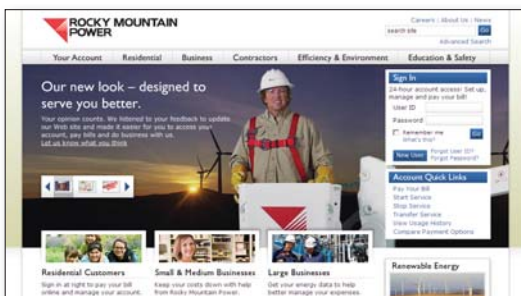 ROCKY MOUNTAIN
POWER
Careers | About Us | News
search site
Go
Advanced Search
Your Account Residential Business Contractors Efficiency & Environment Education & Safety
Our new look – designed to
serve you better.
Your opinion counts. We listened to your feedback to update
our Web site and made it easier for you to access your
account, pay bills and do business with us.
Let us know what you think
Sign In
24-hour account access! Set up,
manage and pay your bill!
User ID
Password
Remember me
Go
What's this?
New User
Forgot User ID?
Forgot Password?
Account Quick Links
Pay Your Bill
Start Service
Stop Service
Transfer Service
View Usage History
Compare Payment Options
Residential Customers
Sign in at right to pay your bill
online and manage your account.
Small & Medium Businesses
Keep your costs down with help
from Rocky Mountain Power.
Large Businesses
Get your energy data to help
better manage your expenses.
Renewable Energy